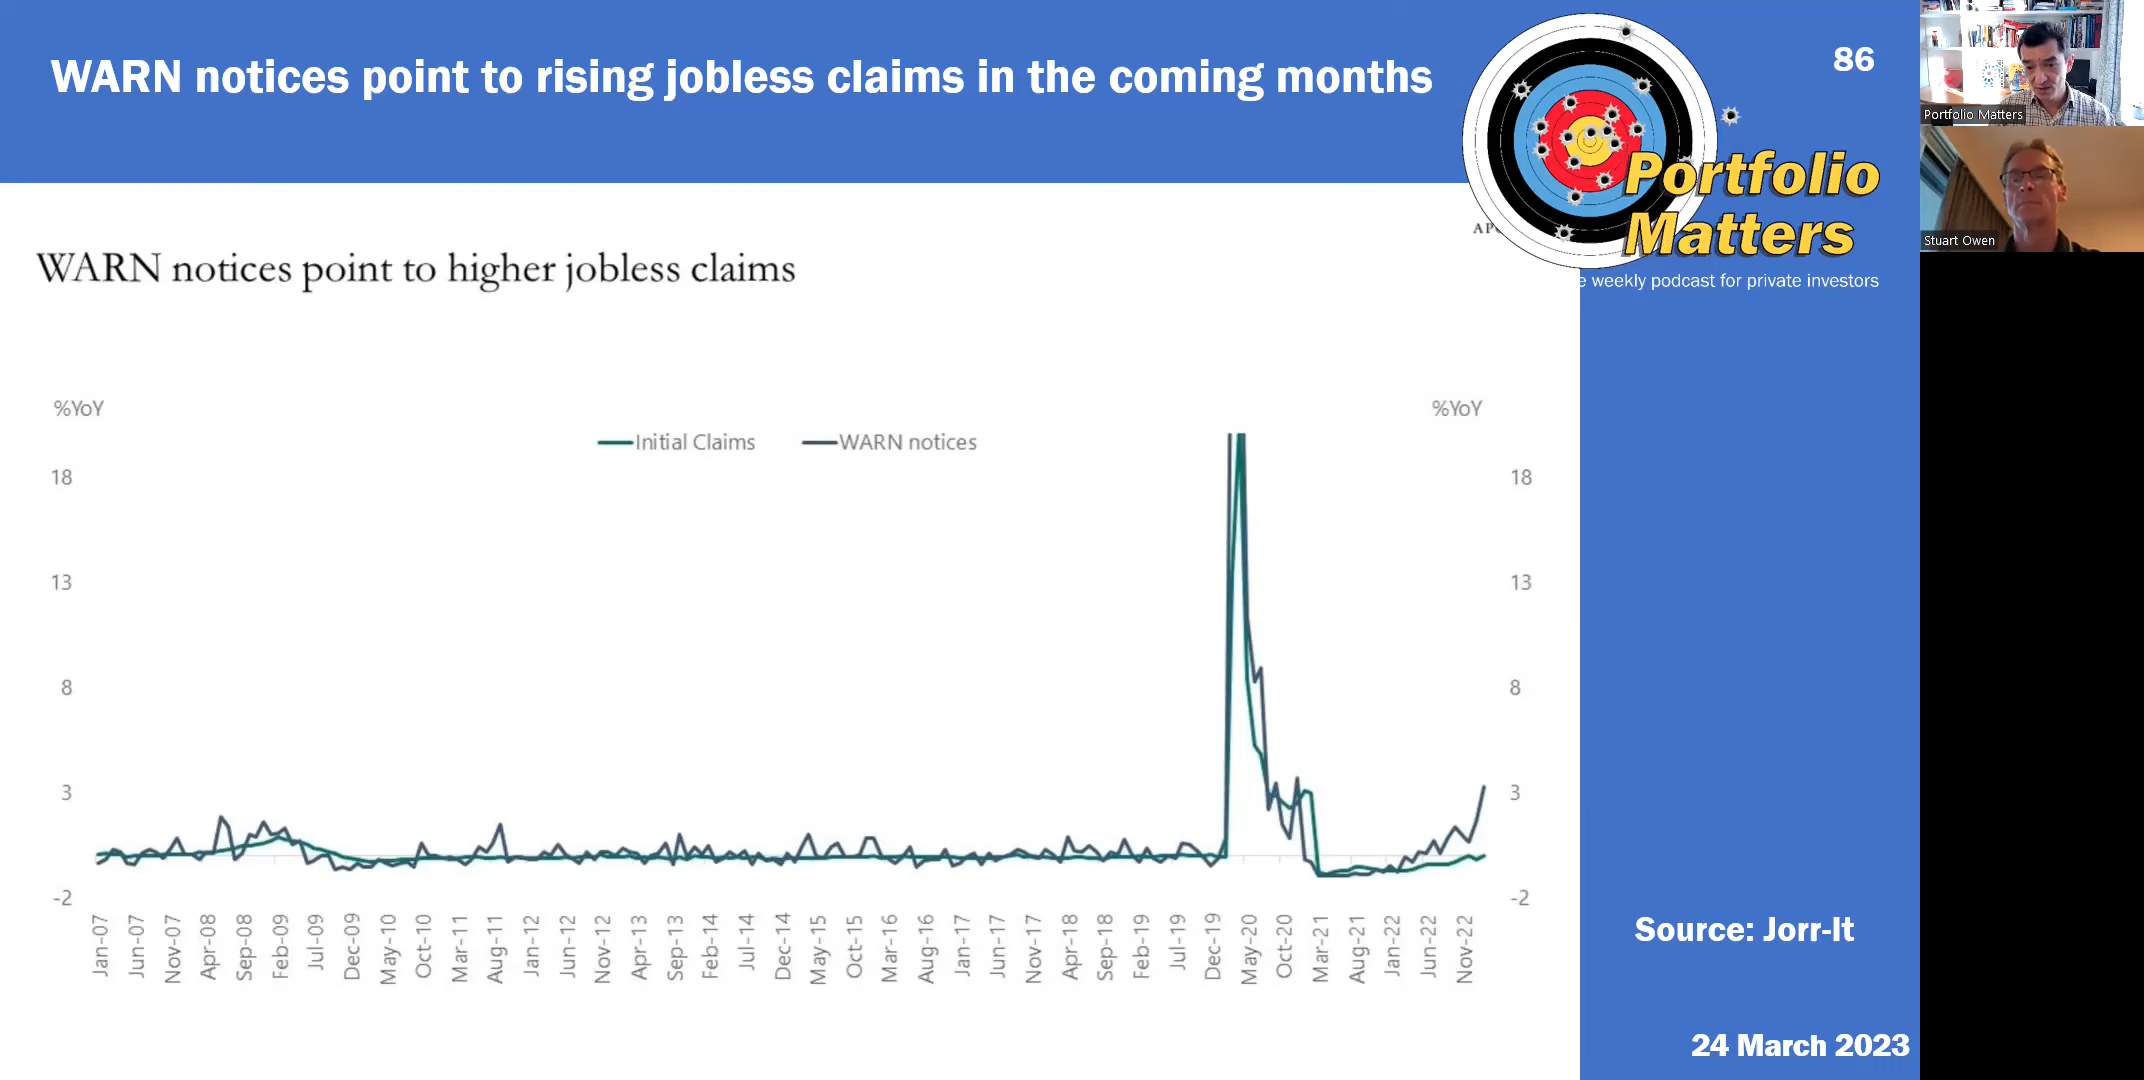 WARN notices point to rising jobless claims in the coming months
86
Portfolio Matters
Stuart Owen
Portfolio
Matters
weekly podcast for private investors
WARN notices point to higher jobless claims
%YoY
%YoY
Initial Claims
WARN notices
18
18
13
13
8
8
3
3
-2
-2
Jan-07
Jun-07
Nov-07
Apr-08
Sep-08
Feb-09
Jul-09
Dec-09
May-10
Oct-10
Mar-11
Aug-11
Jan-12
Jun-12
Nov-12
Apr-13
Sep-13
Feb-14
Jul-14
Dec-14
May-15
Oct-15
Mar-16
Aug-16
Jan-17
Jun-17
Nov-17
Apr-18
Sep-18
Feb-19
Jul-19
Dec-19
May-20
Oct-20
Mar-21
Aug-21
Jan-22
Jun-22
Nov-22
Source: Jorr-It
24 March 2023